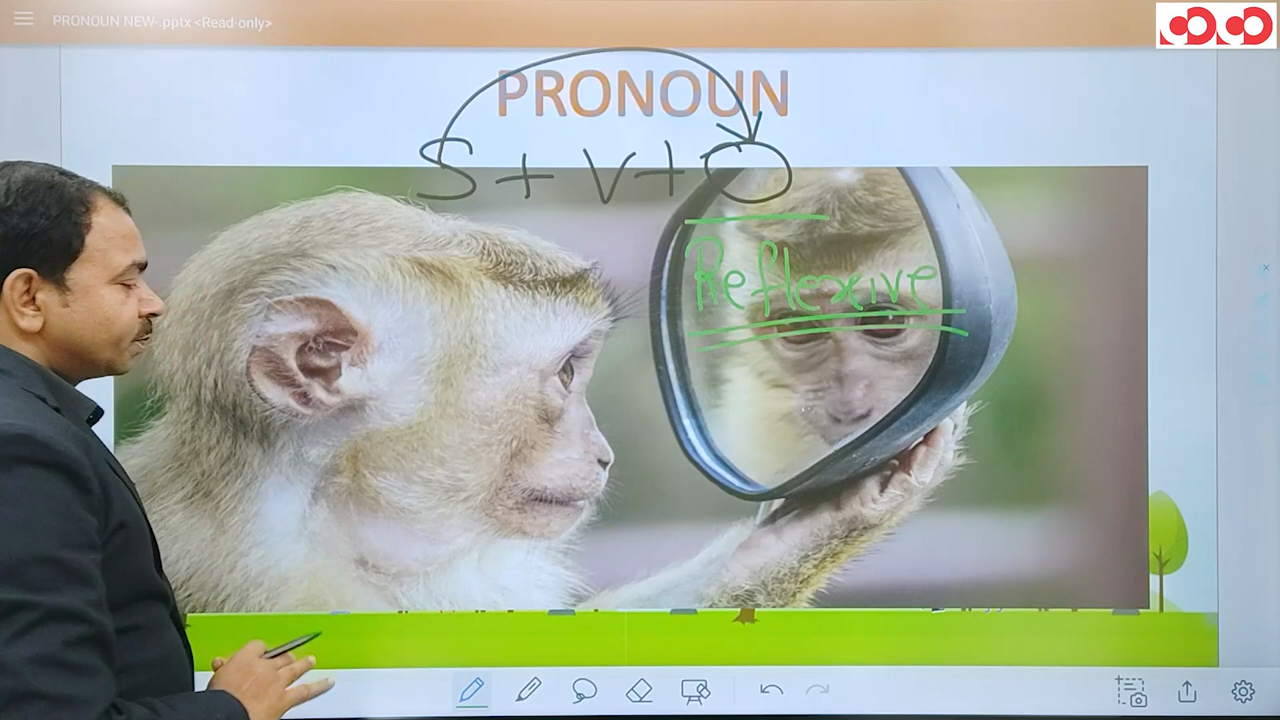 PRONOUN NEW-.pptx <Read-only>
PRONOUN
S + V + O
Reflexive